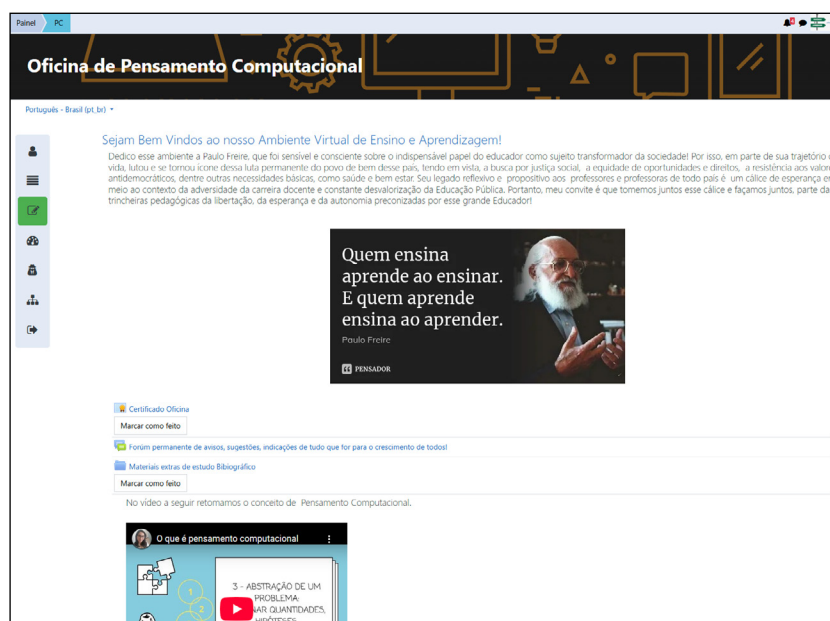 Painel PC
Oficina de Pensamento Computacional
Português - Brasil (pt_br)
Sejam Bem Vindos ao nosso Ambiente Virtual de Ensino e Aprendizagem!
Dedico esse ambiente a Paulo Freire, que foi sensível e consciente sobre o indispensável papel do educador como sujeito transformador da sociedade! Por isso, em parte de sua trajetório
vida, lutou e se tornou ícone dessa luta permanente do povo de bem desse país, tendo em vista, a busca por justiça social, a equidade de oportunidades e direitos, a resistência aos valor
antidemocráticos, dentre outras necessidades básicas, como saúde e bem estar. Seu legado reflexivo e propositivo aos professores e professoras de todo país é um cálice de esperança e
meio ao contexto da adversidade da carreira docente e constante desvalorização da Educação Pública. Portanto, meu convite é que tomemos juntos esse cálice e façamos juntos, parte da
trincheiras pedagógicas da libertação, da esperança e da autonomia preconizadas por esse grande Educador!
Quem ensina
aprende ao ensinar.
E quem aprende
ensina ao aprender.
Paulo Freire
PENSADOR
Certificado Oficina
Marcar como feito
Forúm permanente de avisos, sugestões, indicações de tudo que for para o crescimento de todos!
Materiais extras de estudo Bibiográfico
Marcar como feito
No vídeo a seguir retomamos o conceito de Pensamento Computacional.
O que é pensamento computacional
3 - ABSTRAÇÃO DE UM
PROBLEMA:
QUANTIDADES,